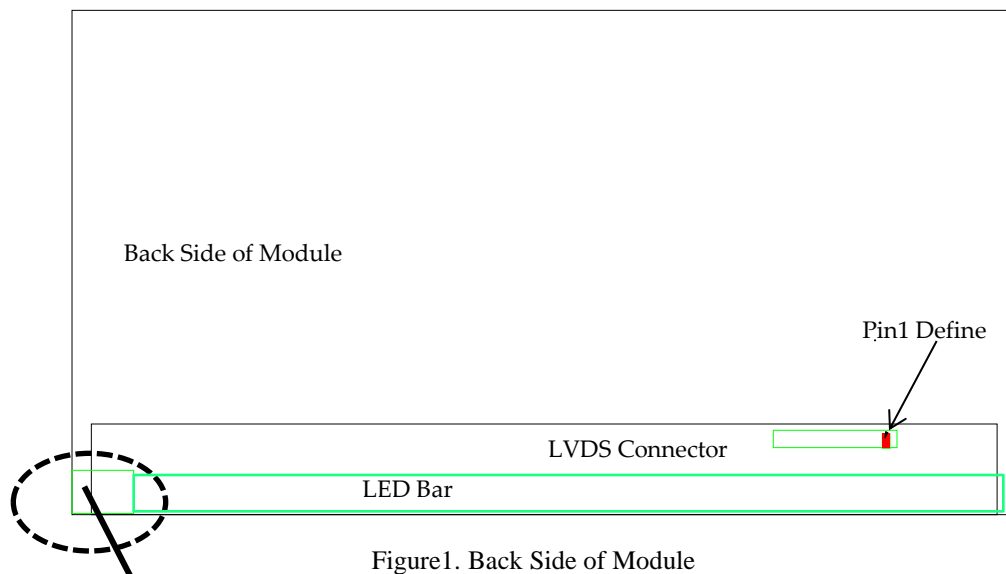 Back Side of Module
Pin1 Define
LVDS Connector
LED Bar
Figure1. Back Side of Module